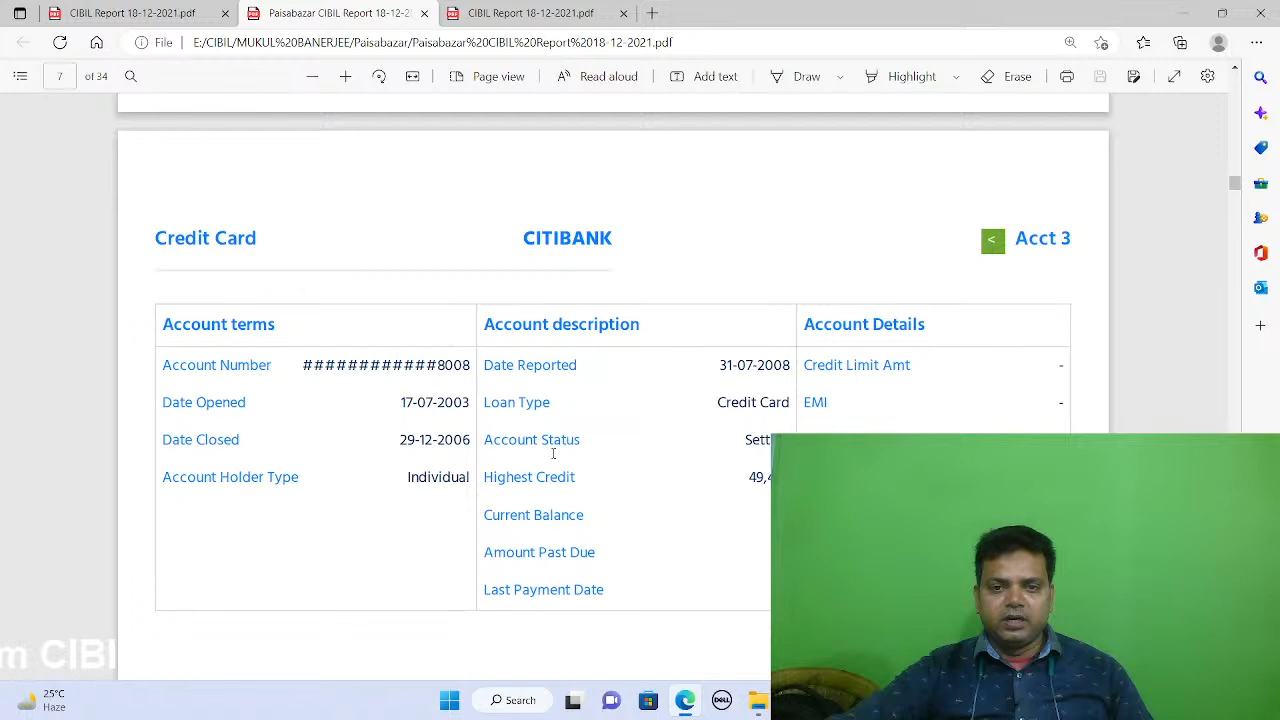 CIBIL Report 18-12-2021.pdf
Paisabazar CIBIL Report 18-12-2
CIBIL Report 18-12-2021.pdf
File
E:/CIBIL/MUKUL%20BANERJEE/Paisabazar/Paisabazar%20CIBIL%20Report%2018-12-2021.pdf
7 of 34
Page view
Read aloud
Add text
Draw
Highlight
Erase
Credit Card CITIBANK < Acct 3
Account terms Account description Account Details
Account Number ############8008 Date Reported 31-07-2008 Credit Limit Amt -
Date Opened 17-07-2003 Loan Type Credit Card EMI -
Date Closed 29-12-2006 Account Status Sett
Account Holder Type Individual Highest Credit 49,4
Current Balance
Amount Past Due
Last Payment Date
m CIBI
25°C
Haze
Search
DELL